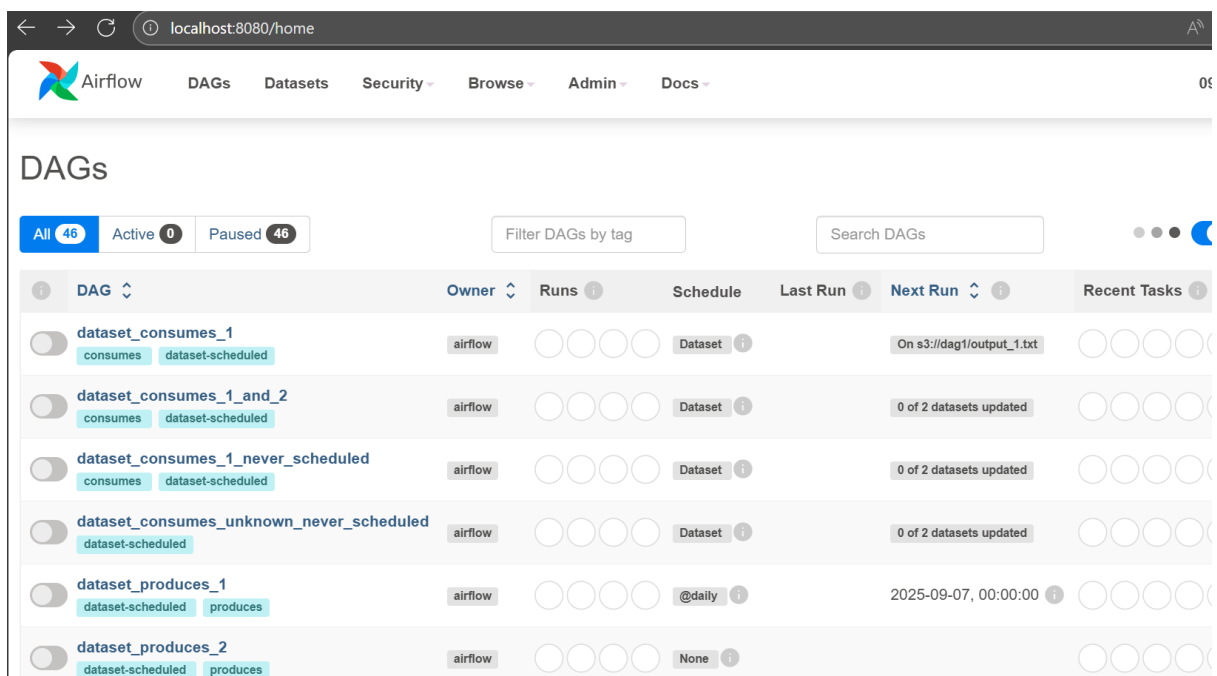 localhost:8080/home
Airflow DAGs Datasets Security Browse Admin Docs 09
DAGs
All 46 Active 0 Paused 46 Filter DAGs by tag Search DAGs
DAG Owner Runs Schedule Last Run Next Run Recent Tasks
dataset_consumes_1
consumes dataset-scheduled
airflow Dataset On s3://dag1/output_1.txt
dataset_consumes_1_and_2
consumes dataset-scheduled
airflow Dataset 0 of 2 datasets updated
dataset_consumes_1_never_scheduled
consumes dataset-scheduled
airflow Dataset 0 of 2 datasets updated
dataset_consumes_unknown_never_scheduled
dataset-scheduled
airflow Dataset 0 of 2 datasets updated
dataset_produces_1
dataset-scheduled produces
airflow @daily 2025-09-07, 00:00:00
dataset_produces_2
dataset-scheduled produces
airflow None